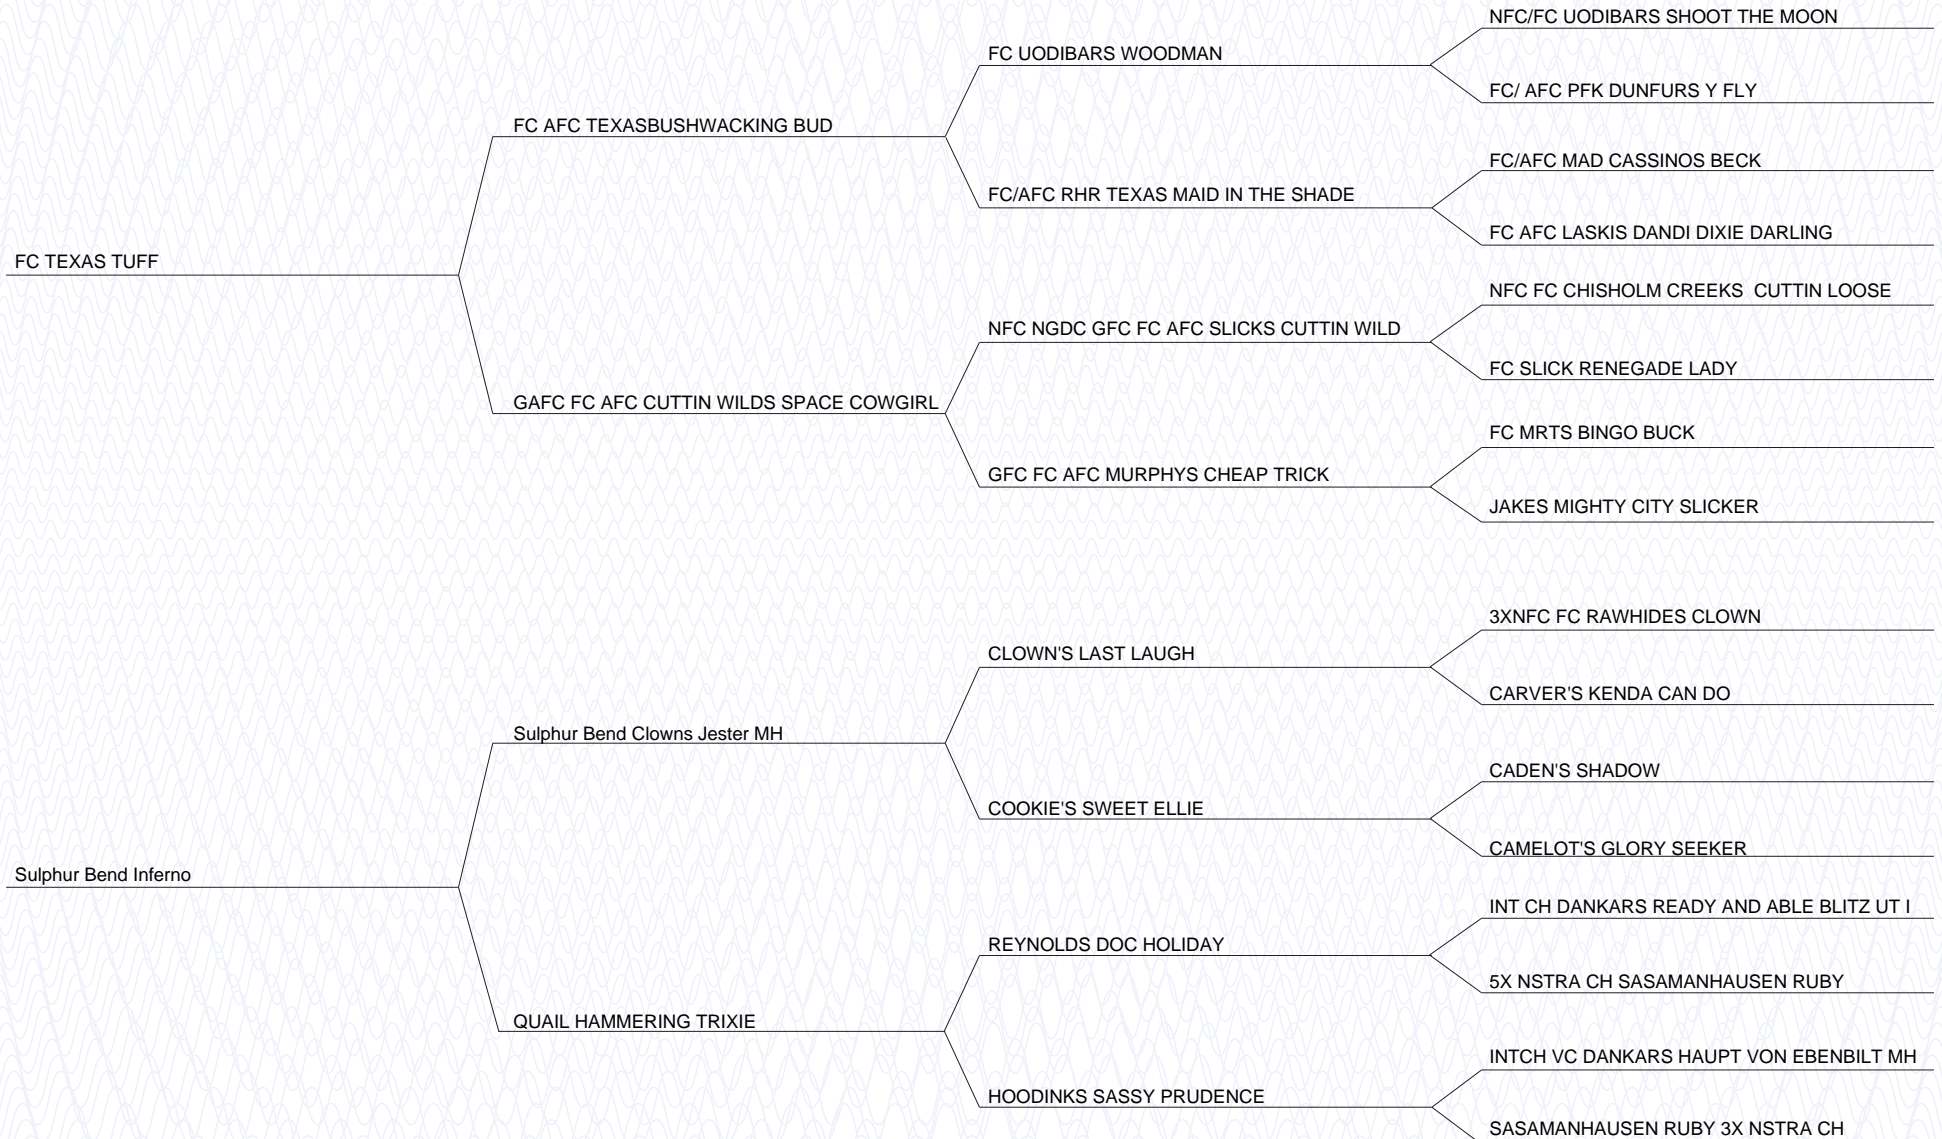 FC TEXAS TUFF
FC AFC TEXASBUSHWACKING BUD
FC UODIBARS WOODMAN
NFC/FC UODIBARS SHOOT THE MOON
FC/ AFC PFK DUNFURS Y FLY
FC/AFC RHR TEXAS MAID IN THE SHADE
FC/AFC MAD CASSINOS BECK
FC AFC LASKIS DANDI DIXIE DARLING
GAFC FC AFC CUTTIN WILDS SPACE COWGIRL
NFC NGDC GFC FC AFC SLICKS CUTTIN WILD
NFC FC CHISHOLM CREEKS  CUTTIN LOOSE
FC SLICK RENEGADE LADY
GFC FC AFC MURPHYS CHEAP TRICK
FC MRTS BINGO BUCK
JAKES MIGHTY CITY SLICKER
Sulphur Bend Inferno
Sulphur Bend Clowns Jester MH
CLOWN'S LAST LAUGH
3XNFC FC RAWHIDES CLOWN
CARVER'S KENDA CAN DO
COOKIE'S SWEET ELLIE
CADEN'S SHADOW
CAMELOT'S GLORY SEEKER
QUAIL HAMMERING TRIXIE
REYNOLDS DOC HOLIDAY
INT CH DANKARS READY AND ABLE BLITZ UT I
5X NSTRA CH SASAMANHAUSEN RUBY
HOODINKS SASSY PRUDENCE
INTCH VC DANKARS HAUPT VON EBENBILT MH
SASAMANHAUSEN RUBY 3X NSTRA CH